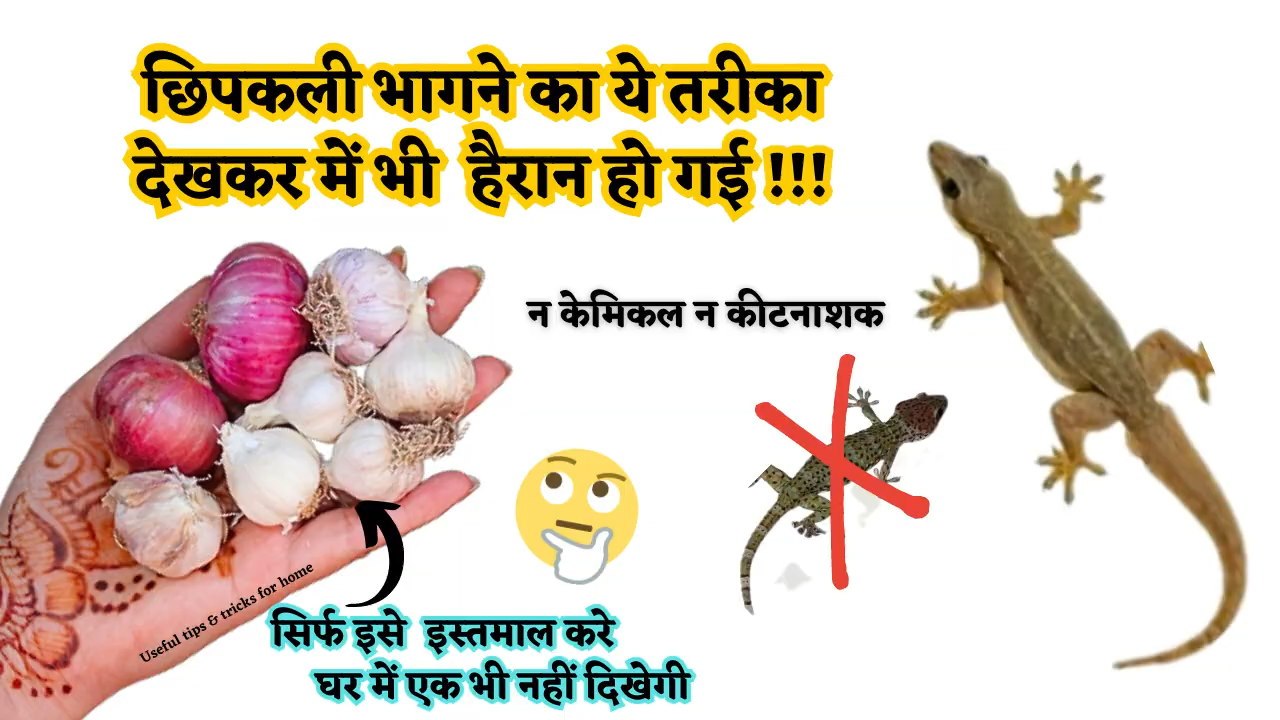 छिपकली भागने का ये तरीका
देखकर में भी हैरान हो गई !!!
न केमिकल न कीटनाशक
Useful tips & tricks for home
सिर्फ इसे इस्तमाल करे
घर में एक भी नहीं दिखेगी